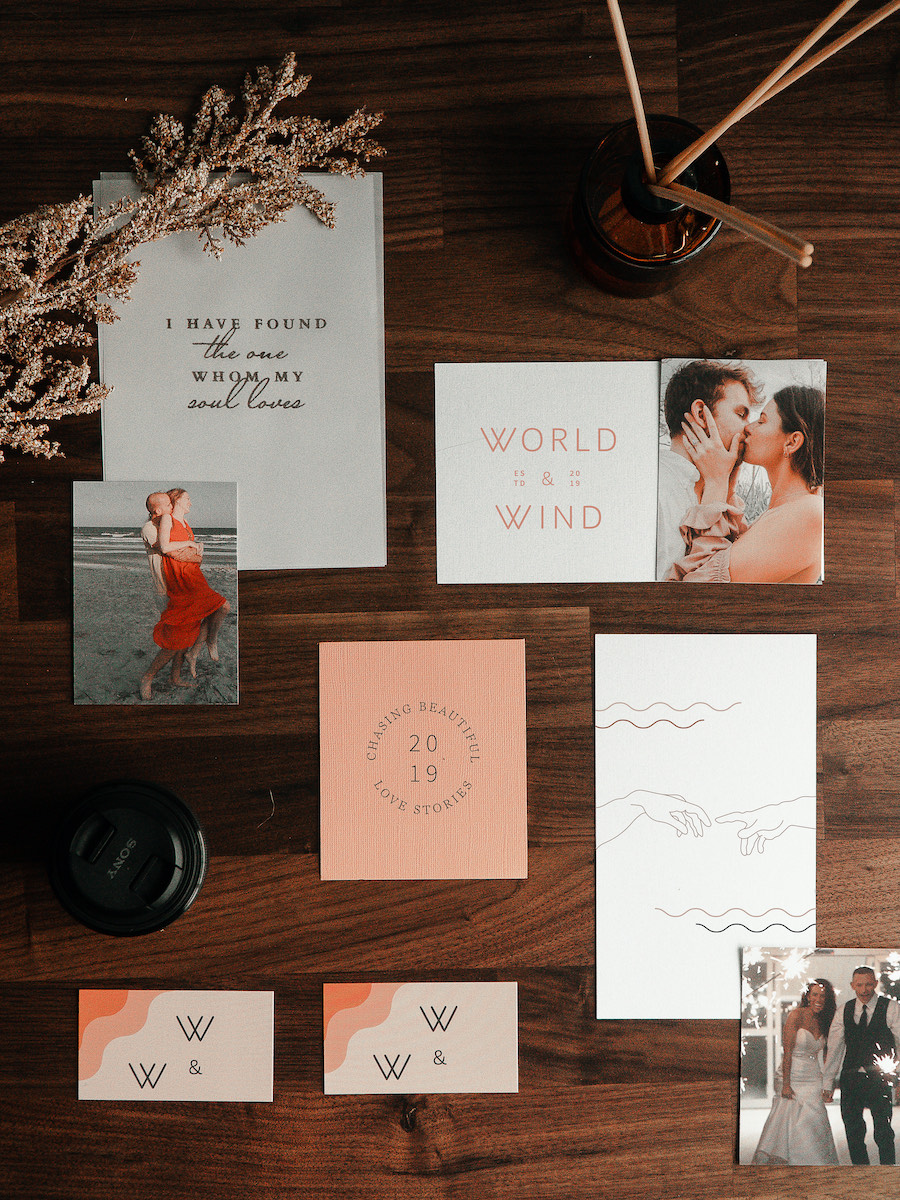 I HAVE FOUND
the one
WHOM MY
soul loves
WORLD
ES TD & 20 19
WIND
CHASING BEAUTIFUL
20
19
LOVE STORIES
SONY
W
W &
W
W &